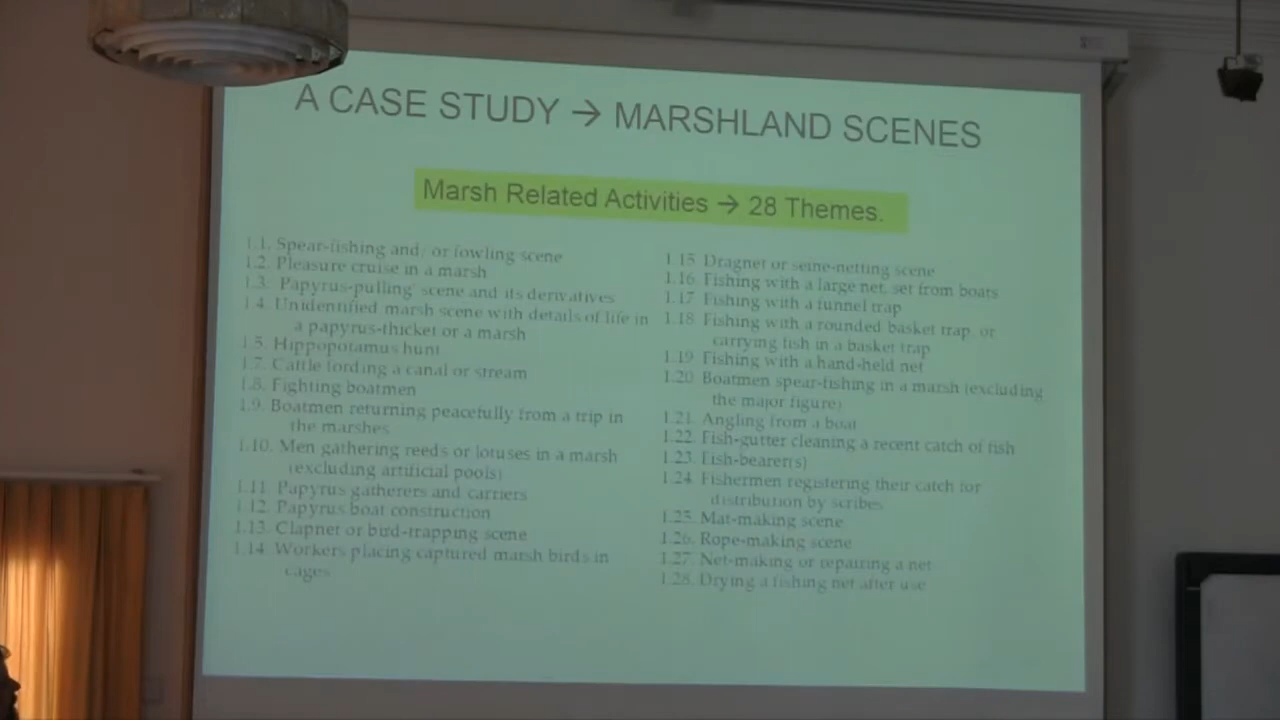 A CASE STUDY → MARSHLAND SCENES
Marsh Related Activities → 28 Themes.
1.1. Spear-fishing and/or fowling scene
1.2. Pleasure cruise in a marsh
1.3. 'Papyrus-pulling' scene and its derivatives
1.4. Unidentified marsh scene with details of life in
a papyrus-thicket or a marsh
1.5. Hippopotamus hunt
1.7. Cattle fording a canal or stream
1.8. Fighting boatmen
1.9. Boatmen returning peacefully from a trip in
the marshes
1.10. Men gathering reeds or lotuses in a marsh
(excluding artificial pools)
1.11. Papyrus gatherers and carriers
1.12. Papyrus boat construction
1.13. Clapnet or bird-trapping scene
1.14. Workers placing captured marsh birds in
cages
1.15 Dragnet or seine-netting scene
1.16. Fishing with a large net, set from boats
1.17 Fishing with a funnel trap
1.18. Fishing with a rounded basket trap, or
carrying fish in a basket trap
1.19. Fishing with a hand-held net
1.20 Boatmen spear-fishing in a marsh (excluding
the major figure)
1.21. Angling from a boat
1.22. Fish-gutter cleaning a recent catch of fish
1.23. Fish-bearer(s)
1.24. Fishermen registering their catch for
distribution by scribes
1.25. Mat-making scene
1.26. Rope-making scene
1.27. Net-making or repairing a net
1.28. Drying a fishing net after use